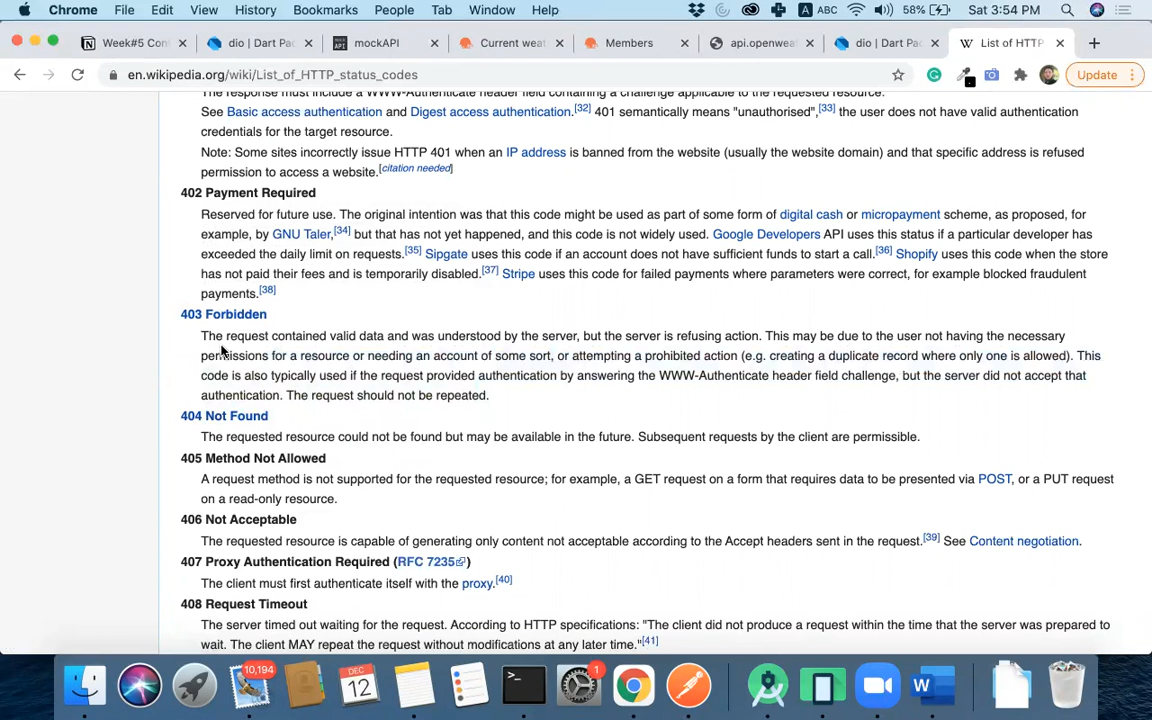 Chrome File Edit View History Bookmarks People Tab Window Help A ABC 58% Sat 3:54 PM
Week#5 Con dio | Dart Pac mockAPI Current weat Members api.openweat dio | Dart Pac W List of HTTP
en.wikipedia.org/wiki/List_of_HTTP_status_codes Update
The response must include a WWW-Authenticate header field containing a challenge applicable to the requested resource.
See Basic access authentication and Digest access authentication.[32] 401 semantically means "unauthorised",[33] the user does not have valid authentication
credentials for the target resource.
Note: Some sites incorrectly issue HTTP 401 when an IP address is banned from the website (usually the website domain) and that specific address is refused
permission to access a website.[citation needed]
402 Payment Required
Reserved for future use. The original intention was that this code might be used as part of some form of digital cash or micropayment scheme, as proposed, for
example, by GNU Taler,[34] but that has not yet happened, and this code is not widely used. Google Developers API uses this status if a particular developer has
exceeded the daily limit on requests.[35] Sipgate uses this code if an account does not have sufficient funds to start a call.[36] Shopify uses this code when the store
has not paid their fees and is temporarily disabled.[37] Stripe uses this code for failed payments where parameters were correct, for example blocked fraudulent
payments.[38]
403 Forbidden
The request contained valid data and was understood by the server, but the server is refusing action. This may be due to the user not having the necessary
permissions for a resource or needing an account of some sort, or attempting a prohibited action (e.g. creating a duplicate record where only one is allowed). This
code is also typically used if the request provided authentication by answering the WWW-Authenticate header field challenge, but the server did not accept that
authentication. The request should not be repeated.
404 Not Found
The requested resource could not be found but may be available in the future. Subsequent requests by the client are permissible.
405 Method Not Allowed
A request method is not supported for the requested resource; for example, a GET request on a form that requires data to be presented via POST, or a PUT request
on a read-only resource.
406 Not Acceptable
The requested resource is capable of generating only content not acceptable according to the Accept headers sent in the request.[39] See Content negotiation.
407 Proxy Authentication Required (RFC 7235)
The client must first authenticate itself with the proxy.[40]
408 Request Timeout
The server timed out waiting for the request. According to HTTP specifications: "The client did not produce a request within the time that the server was prepared to
wait. The client MAY repeat the request without modifications at any later time."[41]
10,194 DEC 12 1 W